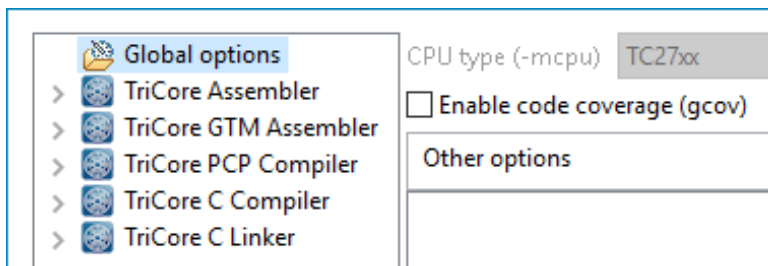 Global options
TriCore Assembler
TriCore GTM Assembler
TriCore PCP Compiler
TriCore C Compiler
TriCore C Linker
CPU type (-mcpu) TC27xx
Enable code coverage (gcov)
Other options